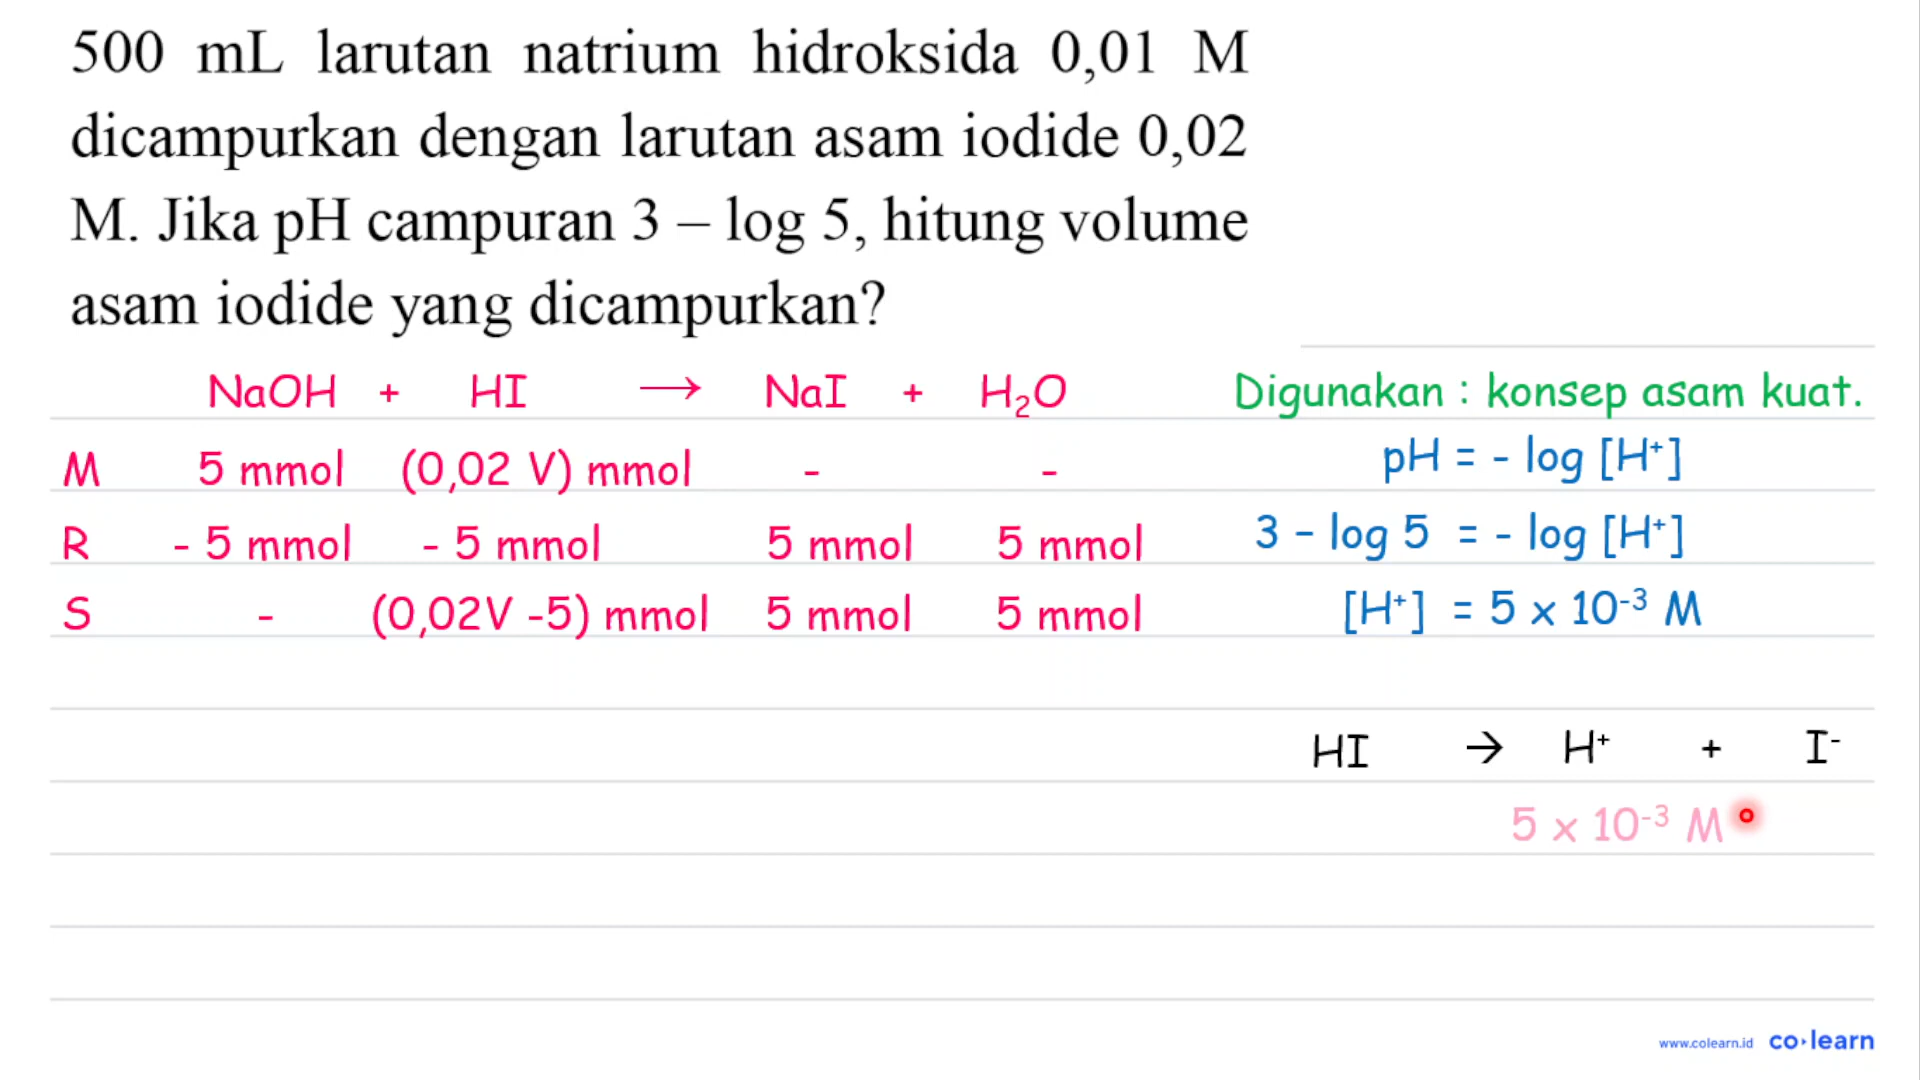 500 mL larutan natrium hidroksida 0,01 M
dicampurkan dengan larutan asam iodide 0,02
M. Jika pH campuran 3 – log 5, hitung volume
asam iodide yang dicampurkan?
NaOH + HI → NaI + H₂O
M 5 mmol (0,02 V) mmol - -
R - 5 mmol - 5 mmol 5 mmol 5 mmol
S - (0,02V -5) mmol 5 mmol 5 mmol
Digunakan : konsep asam kuat.
pH = - log [H⁺]
3 – log 5 = - log [H⁺]
[H⁺] = 5 x 10⁻³ M
HI → H⁺ + I⁻
5 x 10⁻³ M
www.colearn.id co·learn